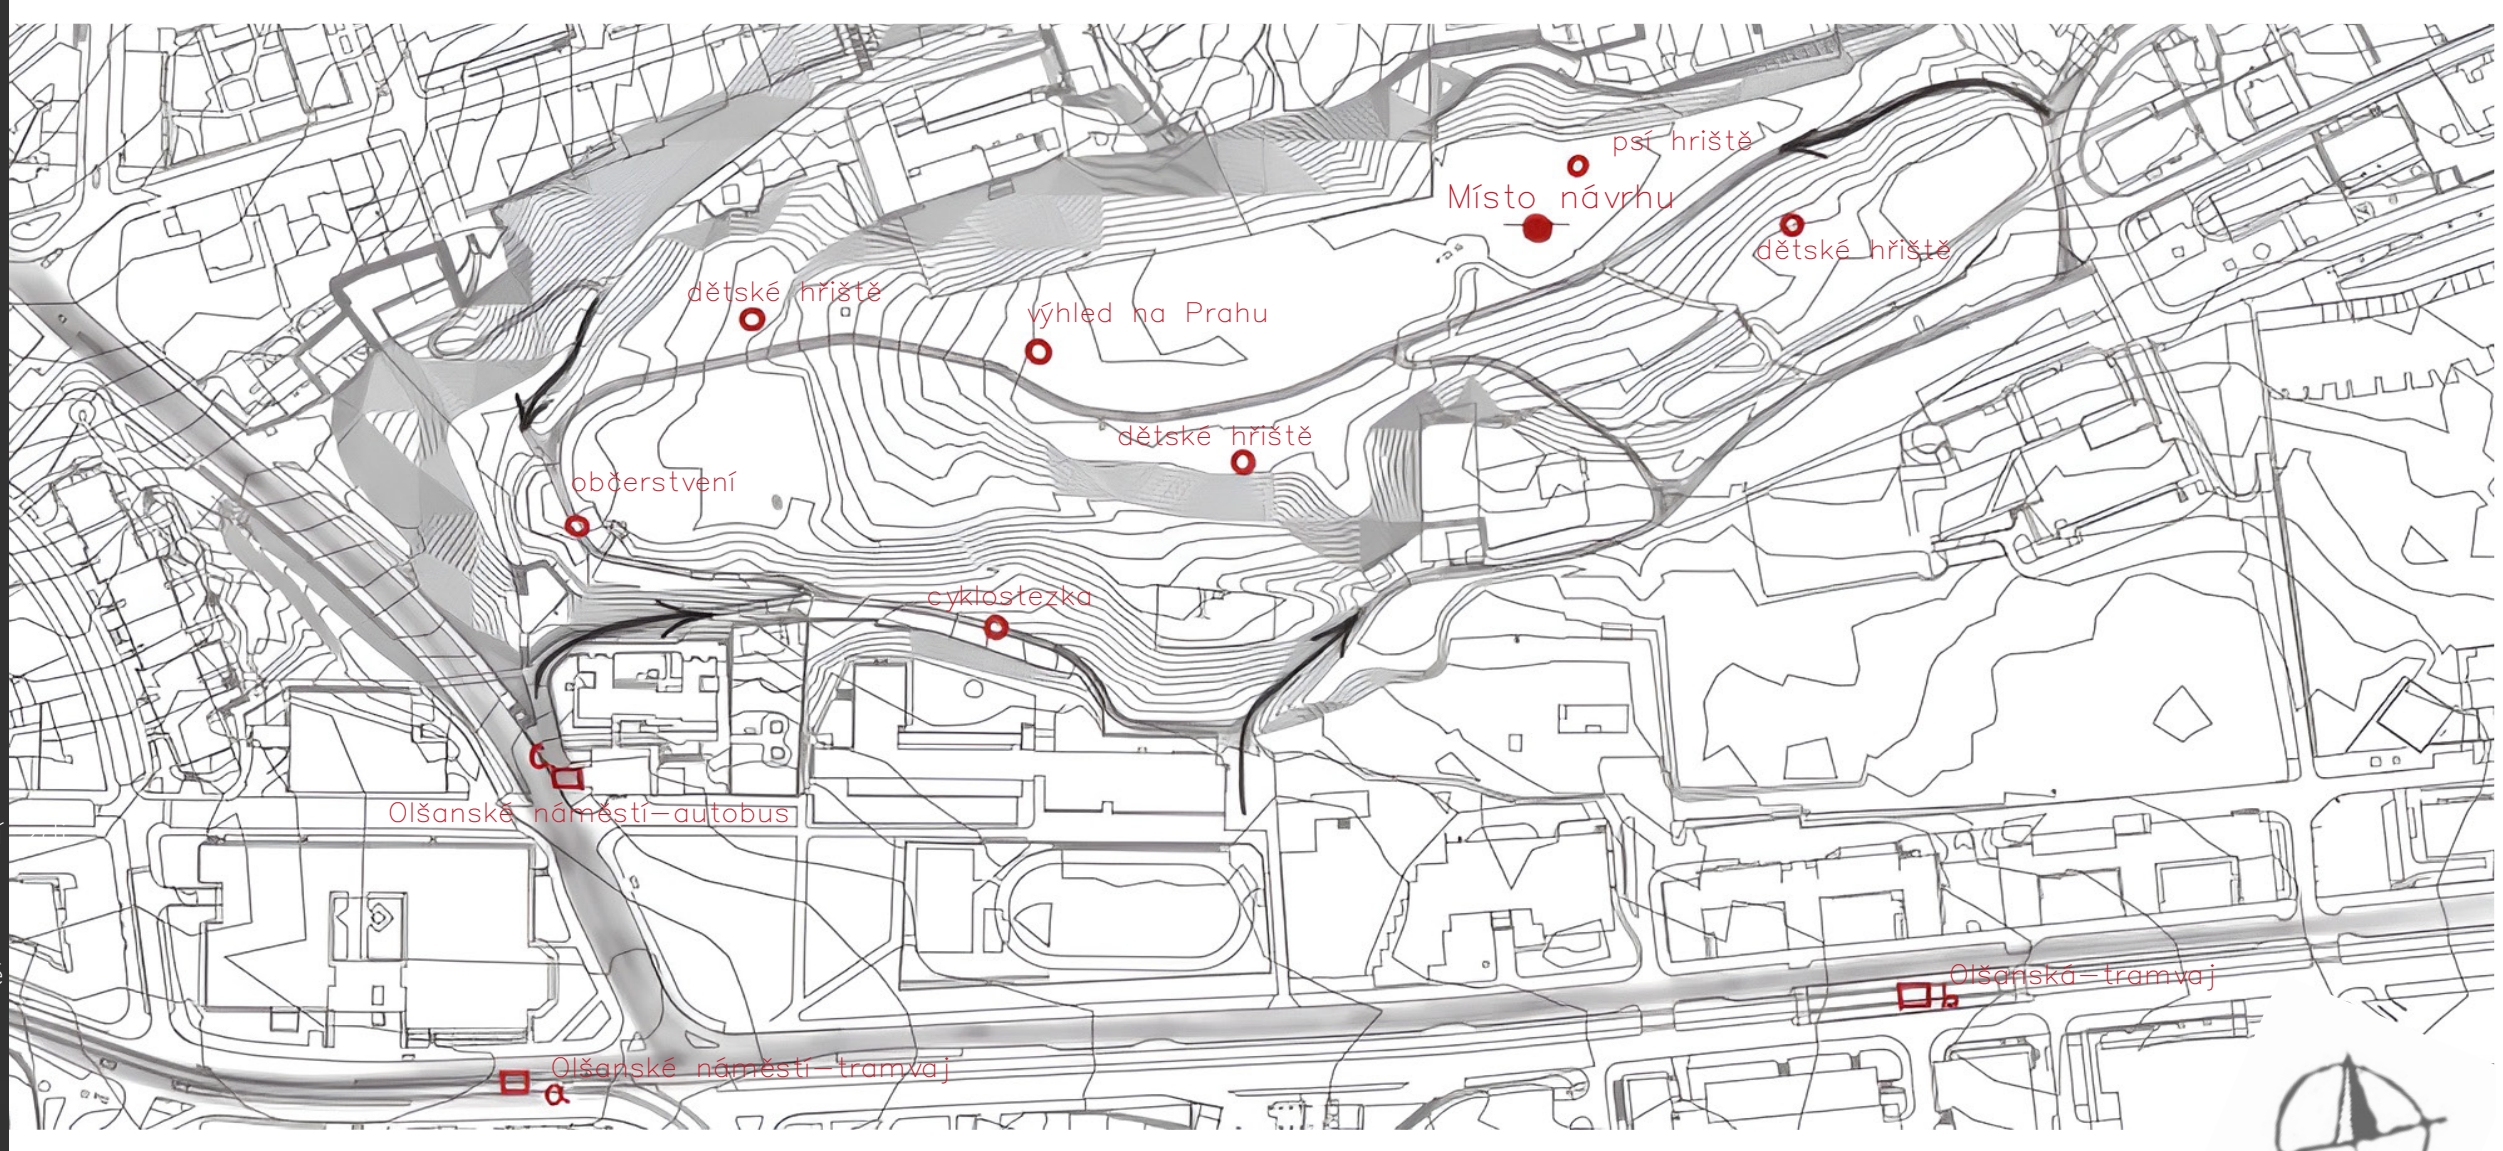 psí hřiště
Místo návrhu
dětské hřiště
dětské hřiště
výhled na Prahu
dětské hřiště
občerstvení
cyklostezka
c
Olšanské náměstí-autobus
Olšanská-tramvaj
b
Olšanské náměstí-tramvaj
a